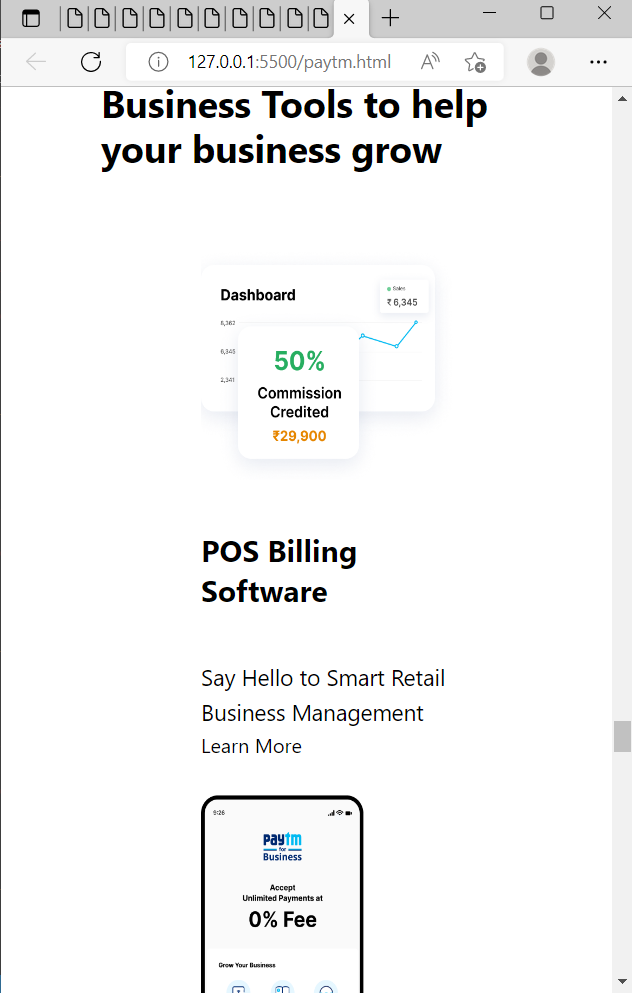 127.0.0.1:5500/paytm.html
Business Tools to help
your business grow
Dashboard
Sales
₹ 6,345
8,362
6,345
2,341
50%
Commission
Credited
₹29,900
POS Billing
Software
Say Hello to Smart Retail
Business Management
Learn More
9:26
paytm
for
Business
Accept
Unlimited Payments at
0% Fee
Grow Your Business